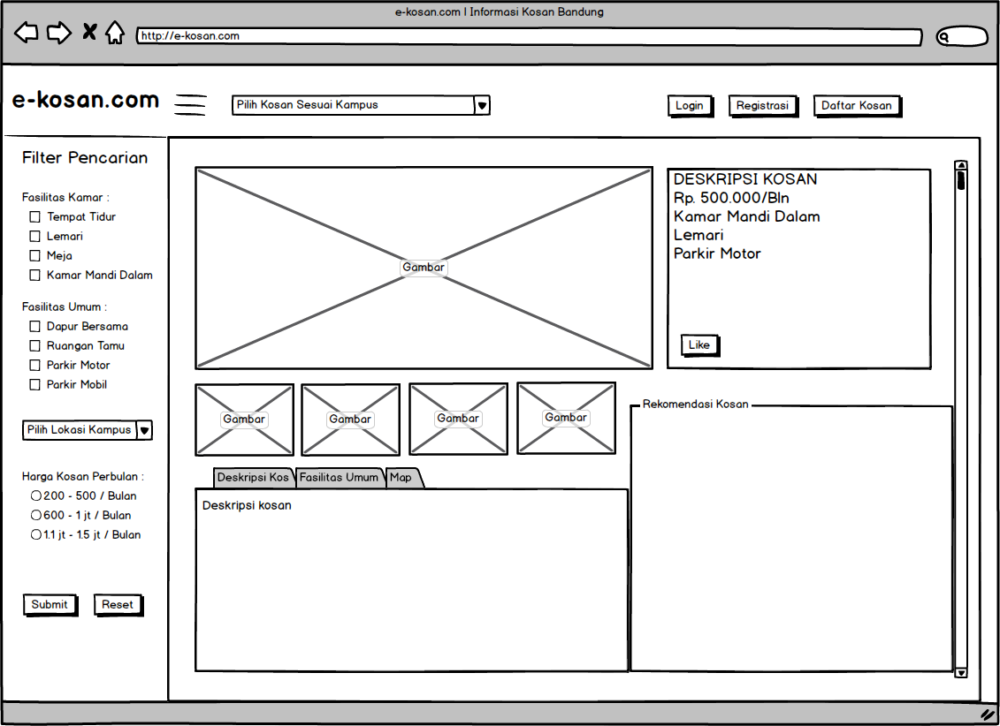 e-kosan.com | Informasi Kosan Bandung
http://e-kosan.com
e-kosan.com
Pilih Kosan Sesuai Kampus
Login
Registrasi
Daftar Kosan
Filter Pencarian
Fasilitas Kamar :
Tempat Tidur
Lemari
Meja
Kamar Mandi Dalam
Fasilitas Umum :
Dapur Bersama
Ruangan Tamu
Parkir Motor
Parkir Mobil
Pilih Lokasi Kampus
Harga Kosan Perbulan :
200 - 500 / Bulan
600 - 1 jt / Bulan
1.1 jt - 1.5 jt / Bulan
Submit
Reset
Gambar
DESKRIPSI KOSAN
Rp. 500.000/Bln
Kamar Mandi Dalam
Lemari
Parkir Motor
Like
Gambar
Gambar
Gambar
Gambar
Deskripsi Kos
Fasilitas Umum
Map
Deskripsi kosan
Rekomendasi Kosan